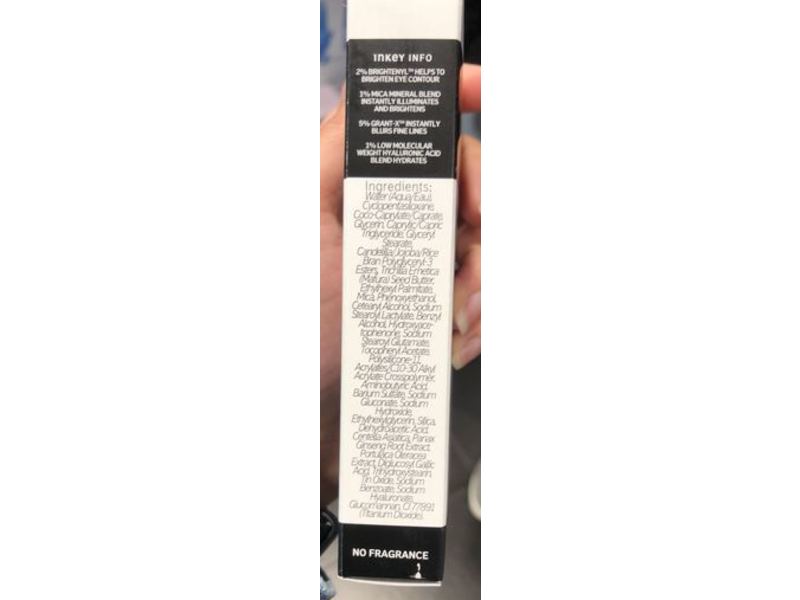 INKEY INFO
2% BRIGHTENYL™ HELPS TO
BRIGHTEN EYE CONTOUR
1% MICA MINERAL BLEND
INSTANTLY ILLUMINATES
AND BRIGHTENS
5% GRANT-X™ INSTANTLY
BLURS FINE LINES
1% LOW MOLECULAR
WEIGHT HYALURONIC ACID
BLEND HYDRATES
Ingredients:
Water (Aqua/Eau),
Cyclopentasiloxane,
Coco-Caprylate/Caprate,
Glycerin, Caprylic/Capric
Triglyceride, Glyceryl
Stearate,
Candelilla/Jojoba/Rice
Bran Polyglyceryl-3
Esters, Trichilia Emetica
(Mafura) Seed Butter,
Ethylhexyl Palmitate,
Mica, Phenoxyethanol,
Cetearyl Alcohol, Sodium
Stearoyl Lactylate, Benzyl
Alcohol, Hydroxyace-
tophenone, Sodium
Stearoyl Glutamate,
Tocopheryl Acetate,
Polysilicone-11,
Acrylates/C10-30 Alkyl
Acrylate Crosspolymer,
Aminobutyric Acid,
Barium Sulfate, Sodium
Gluconate, Sodium
Hydroxide,
Ethylhexylglycerin, Silica,
Dehydroacetic Acid,
Centella Asiatica, Panax
Ginseng Root Extract,
Portulaca Oleracea
Extract, Diglucosyl Gallic
Acid, Trihydroxystearin,
Tin Oxide, Sodium
Benzoate, Sodium
Hyaluronate,
Glucomannan, CI 77891
(Titanium Dioxide).
NO FRAGRANCE